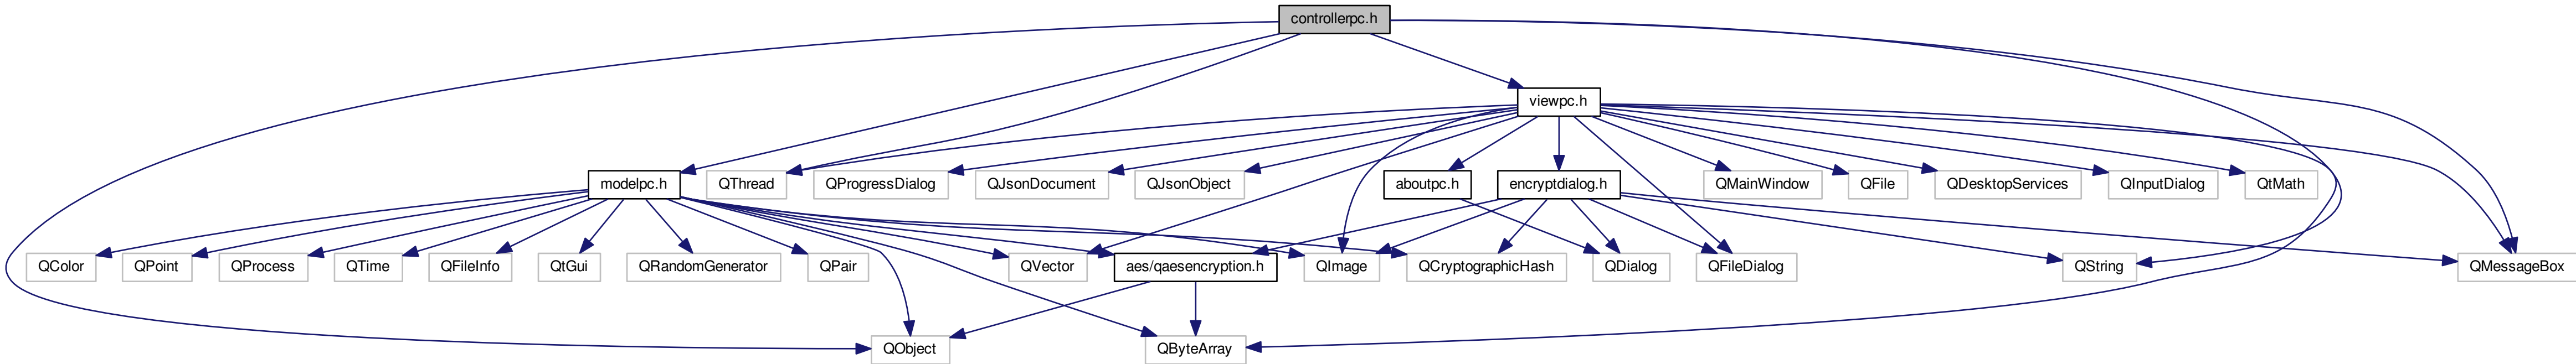 controllerpc.h
viewpc.h
modelpc.h
QThread
QProgressDialog
QJsonDocument
QJsonObject
aboutpc.h
encryptdialog.h
QMainWindow
QFile
QDesktopServices
QInputDialog
QtMath
QColor
QPoint
QProcess
QTime
QFileInfo
QtGui
QRandomGenerator
QPair
QVector
aes/qaesencryption.h
QImage
QCryptographicHash
QDialog
QFileDialog
QString
QMessageBox
QObject
QByteArray